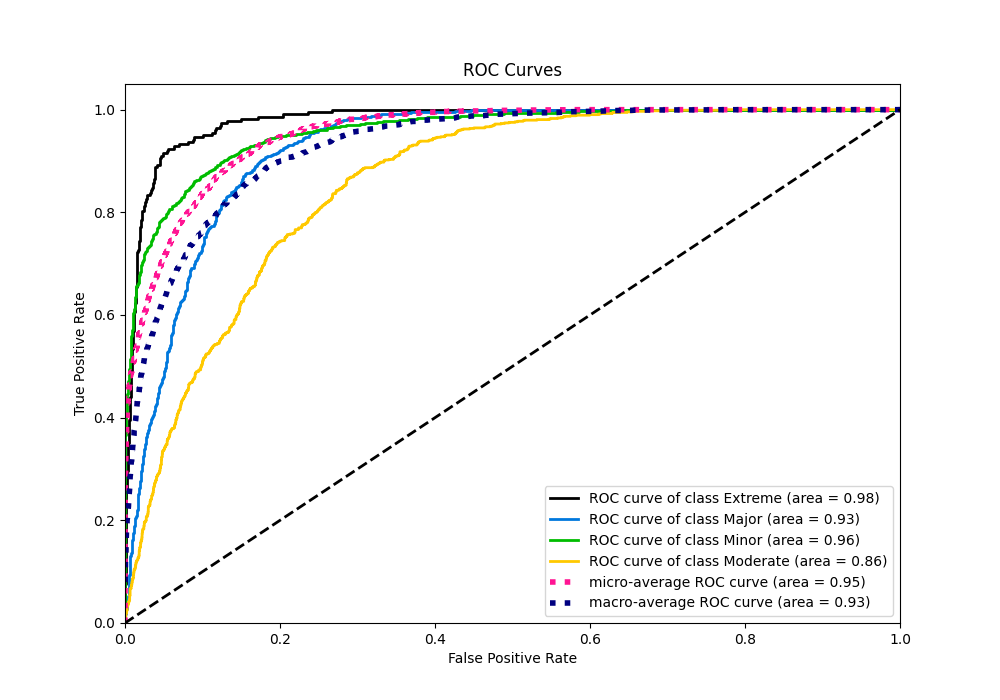 ROC Curves
True Positive Rate
1.0
0.8
0.6
0.4
0.2
0.0
0.0 0.2 0.4 0.6 0.8 1.0
False Positive Rate
ROC curve of class Extreme (area = 0.98)
ROC curve of class Major (area = 0.93)
ROC curve of class Minor (area = 0.96)
ROC curve of class Moderate (area = 0.86)
micro-average ROC curve (area = 0.95)
macro-average ROC curve (area = 0.93)